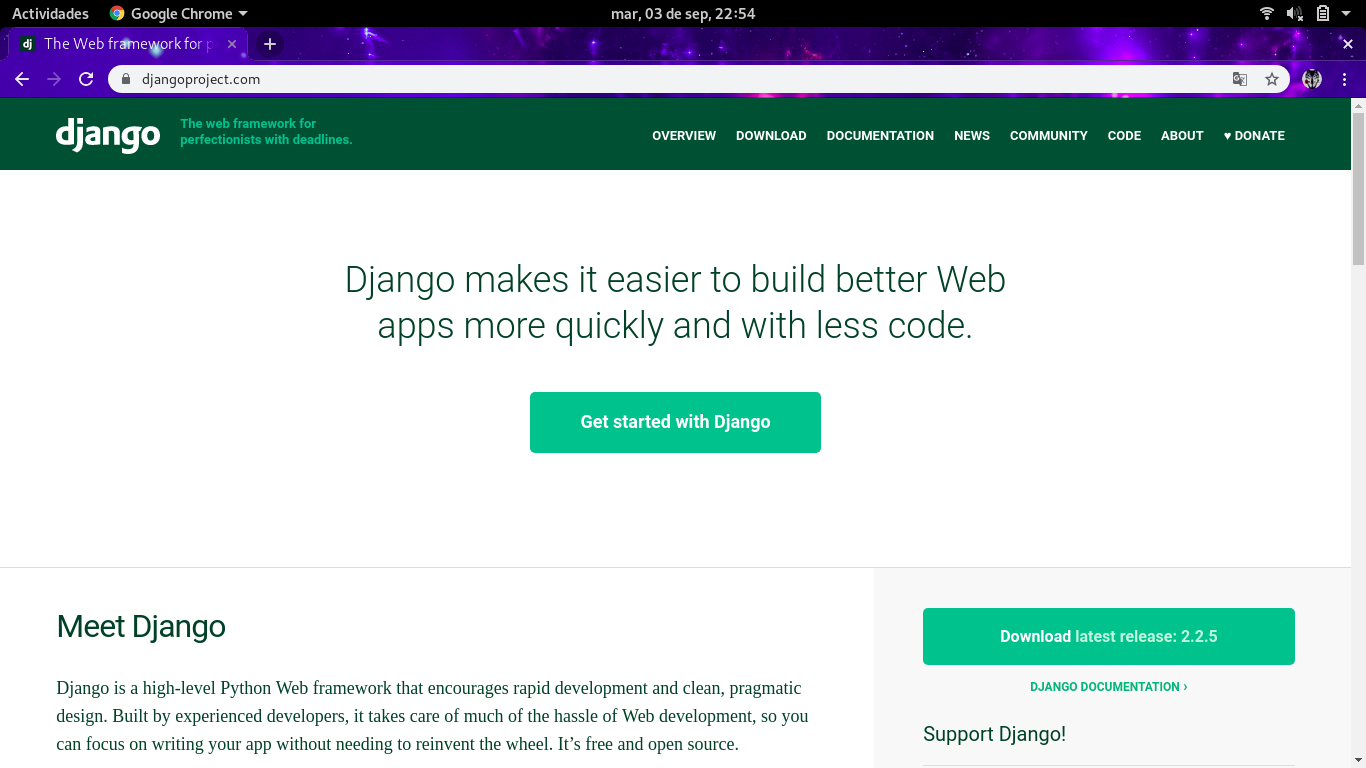 Actividades
Google Chrome
mar, 03 de sep, 22:54
dj
The Web framework for p
djangoproject.com
django
The web framework for
perfectionists with deadlines.
OVERVIEW
DOWNLOAD
DOCUMENTATION
NEWS
COMMUNITY
CODE
ABOUT
♥ DONATE
Django makes it easier to build better Web
apps more quickly and with less code.
Get started with Django
Meet Django
Django is a high-level Python Web framework that encourages rapid development and clean, pragmatic
design. Built by experienced developers, it takes care of much of the hassle of Web development, so you
can focus on writing your app without needing to reinvent the wheel. It’s free and open source.
Download latest release: 2.2.5
DJANGO DOCUMENTATION ›
Support Django!